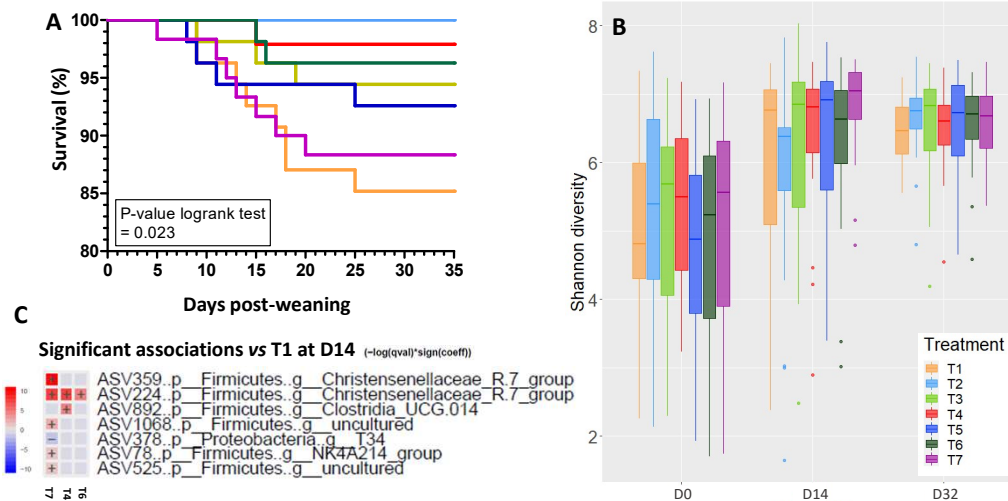 A
Survival (%)
100
95
90
85
80
P-value logrank test
= 0.023
0 5 10 15 20 25 30 35
Days post-weaning
B
Shannon diversity
8
6
4
2
D0 D14 D32
Treatment
T1
T2
T3
T4
T5
T6
T7
C
Significant associations vs T1 at D14 (−log(qval)*sign(coeff))
10
5
0
-5
-10
+ ASV359..p__Firmicutes..g__Christensenellaceae_R.7_group
+ + + ASV224..p__Firmicutes..g__Christensenellaceae_R.7_group
+ ASV892..p__Firmicutes..g__Clostridia_UCG.014
+ ASV1068..p__Firmicutes..g__uncultured
− ASV378..p__Proteobacteria..g__T34
+ ASV78..p__Firmicutes..g__NK4A214_group
+ ASV525..p__Firmicutes..g__uncultured
T7 T4 T6